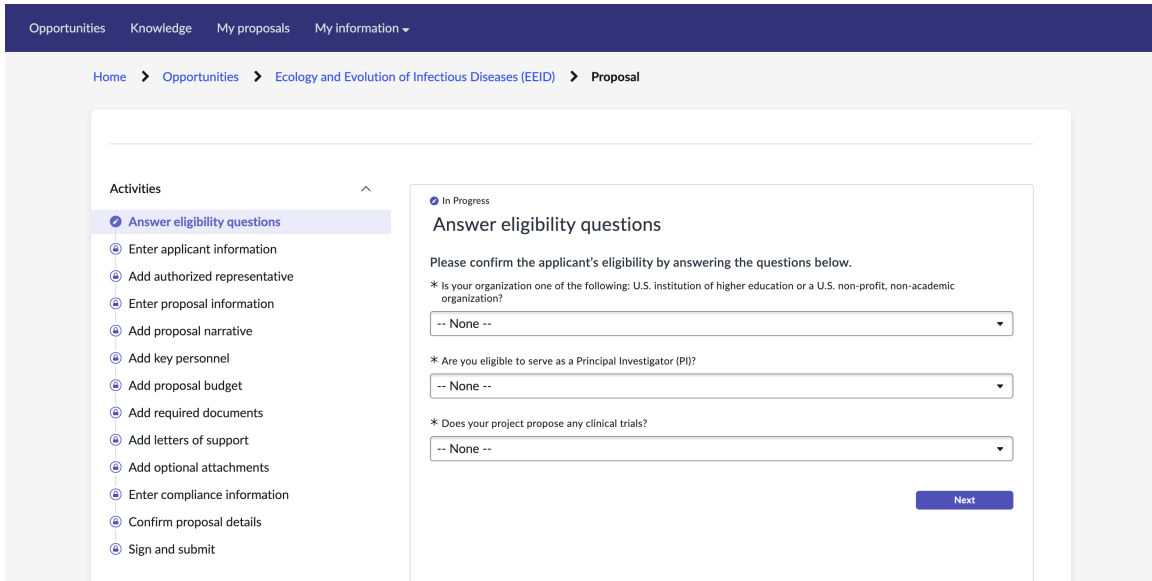 Opportunities Knowledge My proposals My information
Home Opportunities Ecology and Evolution of Infectious Diseases (EEID) Proposal
Activities
Answer eligibility questions
Enter applicant information
Add authorized representative
Enter proposal information
Add proposal narrative
Add key personnel
Add proposal budget
Add required documents
Add letters of support
Add optional attachments
Enter compliance information
Confirm proposal details
Sign and submit
In Progress
Answer eligibility questions
Please confirm the applicant's eligibility by answering the questions below.
* Is your organization one of the following: U.S. institution of higher education or a U.S. non-profit, non-academic
organization?
-- None --
* Are you eligible to serve as a Principal Investigator (PI)?
-- None --
* Does your project propose any clinical trials?
-- None --
Next